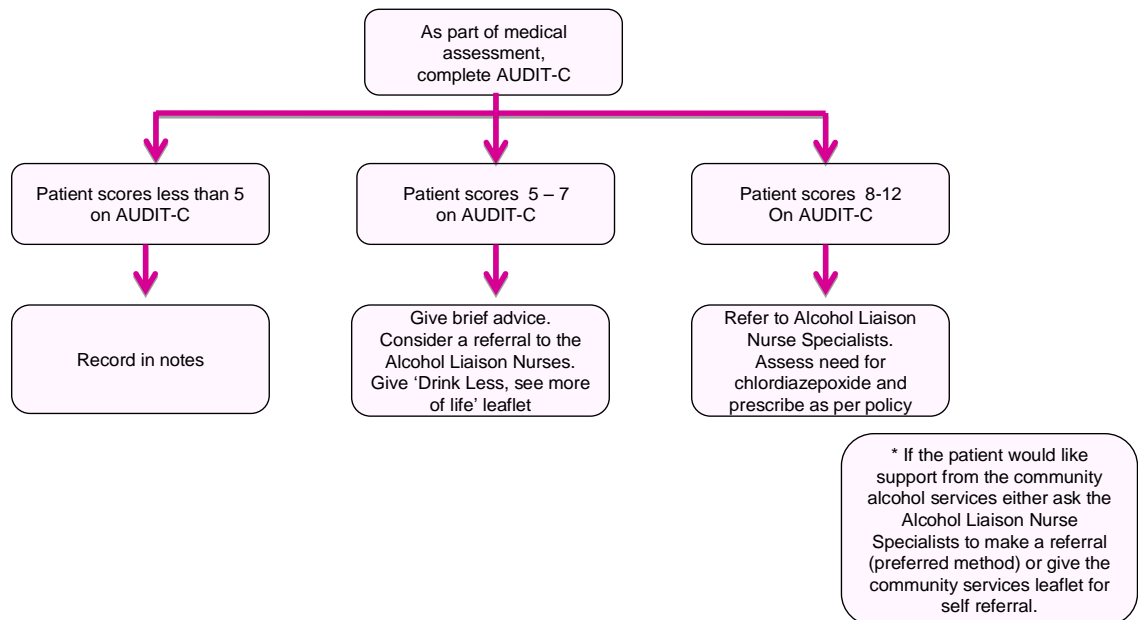 As part of medical
assessment,
complete AUDIT-C
Patient scores less than 5
on AUDIT-C
Patient scores  5 – 7
on AUDIT-C
Patient scores  8-12
On AUDIT-C
Record in notes
Give brief advice.
Consider a referral to the
Alcohol Liaison Nurses.
Give ‘Drink Less, see more
of life’ leaflet
Refer to Alcohol Liaison
Nurse Specialists.
Assess need for
chlordiazepoxide and
prescribe as per policy
* If the patient would like
support from the community
alcohol services either ask the
Alcohol Liaison Nurse
Specialists to make a referral
(preferred method) or give the
community services leaflet for
self referral.